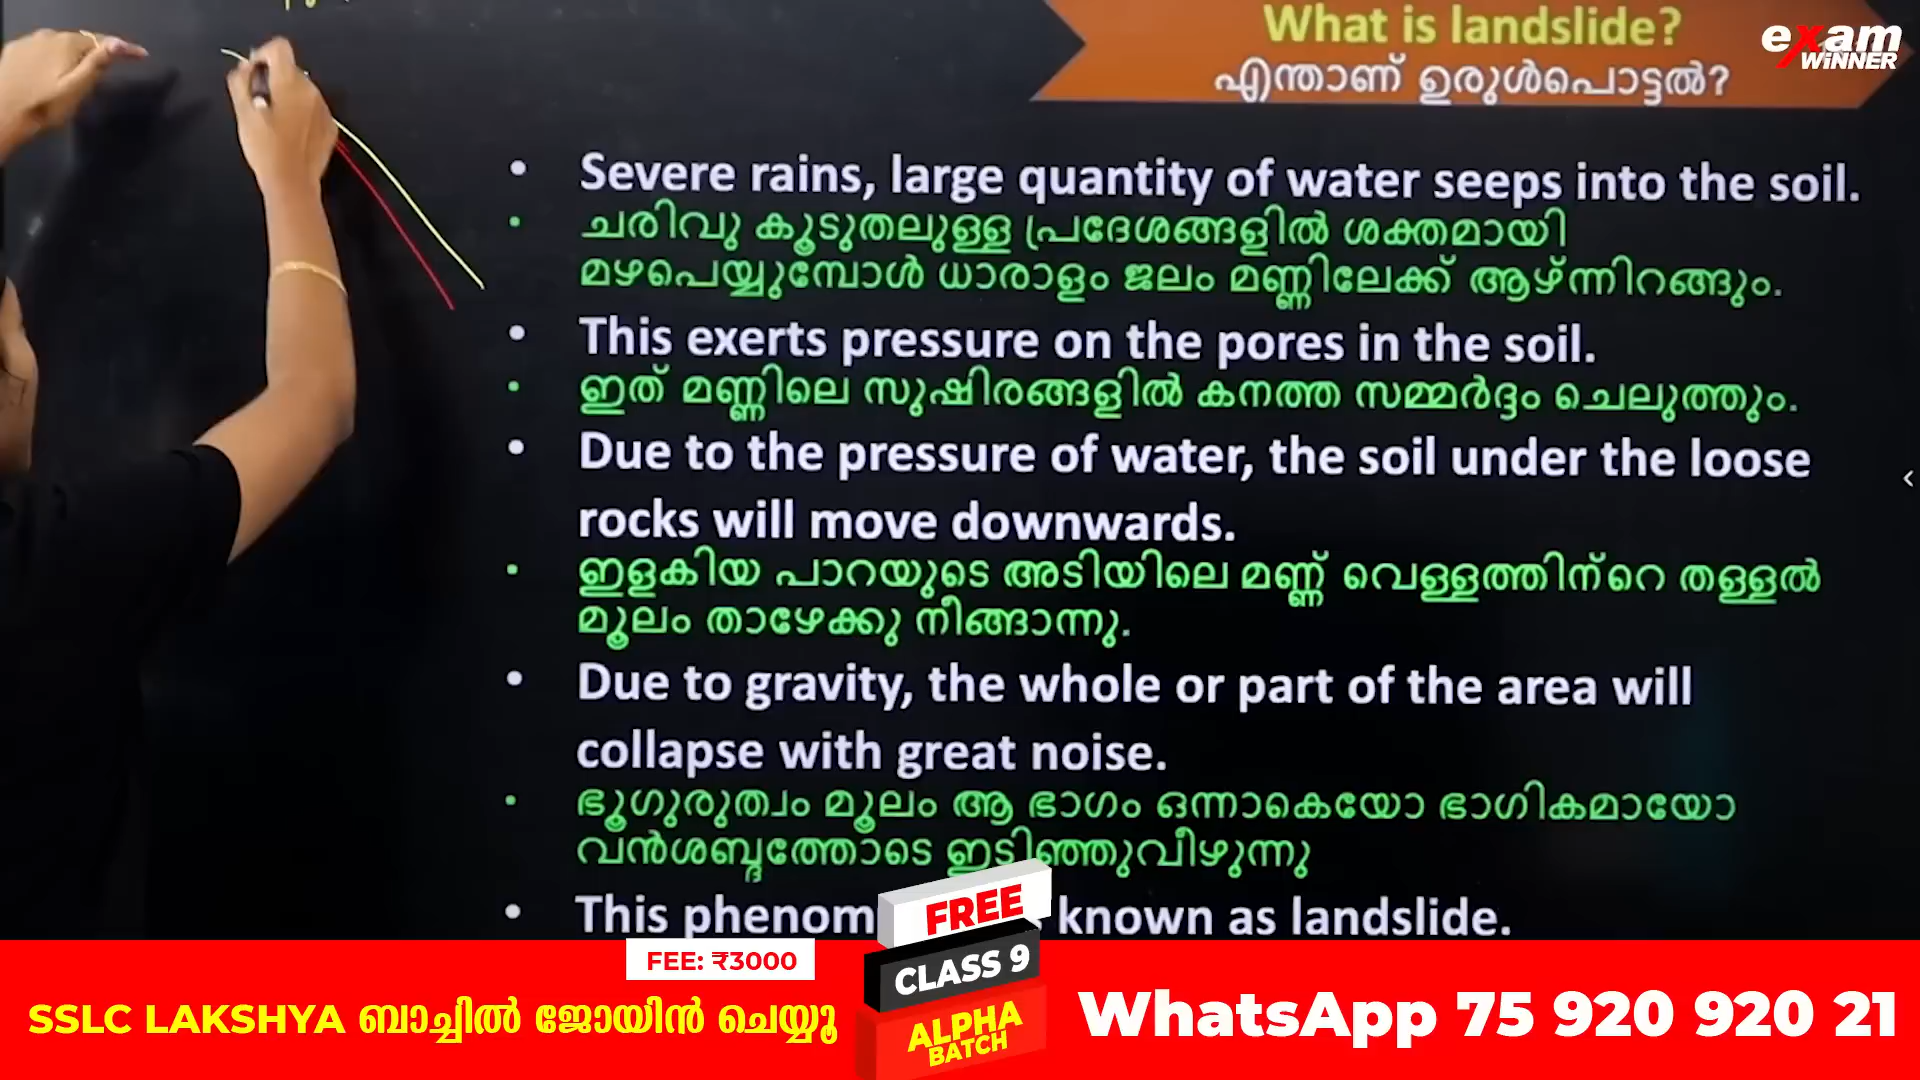 What is landslide?
എന്താണ് ഉരുൾപൊട്ടൽ?
exam
WiNNER
• Severe rains, large quantity of water seeps into the soil.
• ചരിവു കൂടുതലുള്ള പ്രദേശങ്ങളിൽ ശക്തമായി
മഴപെയ്യുമ്പോൾ ധാരാളം ജലം മണ്ണിലേക്ക് ആഴ്ന്നിറങ്ങും.
• This exerts pressure on the pores in the soil.
• ഇത് മണ്ണിലെ സുഷിരങ്ങളിൽ കനത്ത സമ്മർദ്ദം ചെലുത്തും.
• Due to the pressure of water, the soil under the loose
rocks will move downwards.
• ഇളകിയ പാറയുടെ അടിയിലെ മണ്ണ് വെള്ളത്തിന്റെ തള്ളൽ
മൂലം താഴേക്കു നീങ്ങാന്നു.
• Due to gravity, the whole or part of the area will
collapse with great noise.
• ഭൂഗുരുത്വം മൂലം ആ ഭാഗം ഒന്നാകെയോ ഭാഗികമായോ
വൻശബ്ദത്തോടെ ഇടിഞ്ഞുവീഴുന്നു
• This known as landslide.
FEE: ₹3000
SSLC LAKSHYA ബാച്ചിൽ ജോയിൻ ചെയ്യൂ
FREE
CLASS 9
ALPHA
BATCH
WhatsApp 75 920 920 21